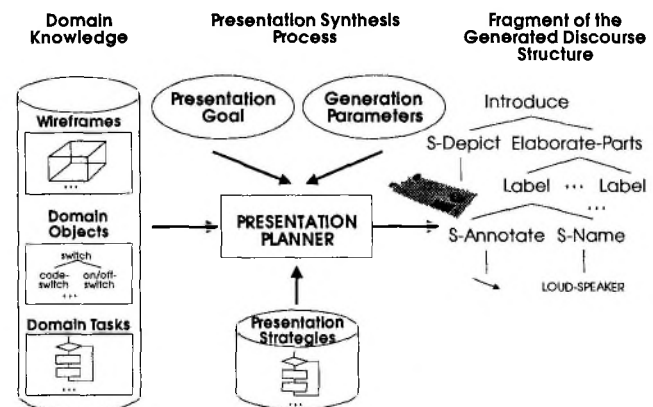 Domain
Knowledge
Presentation Synthesis
Process
Fragment of the
Generated Discourse
Structure
Wireframes
...
Domain
Objects
switch
code-
switch
on/off-
switch
...
Domain Tasks
...
Presentation
Goal
Generation
Parameters
PRESENTATION
PLANNER
Presentation
Strategies
...
Introduce
S-Depict Elaborate-Parts
Label ... Label
...
S-Annotate S-Name
LOUD-SPEAKER